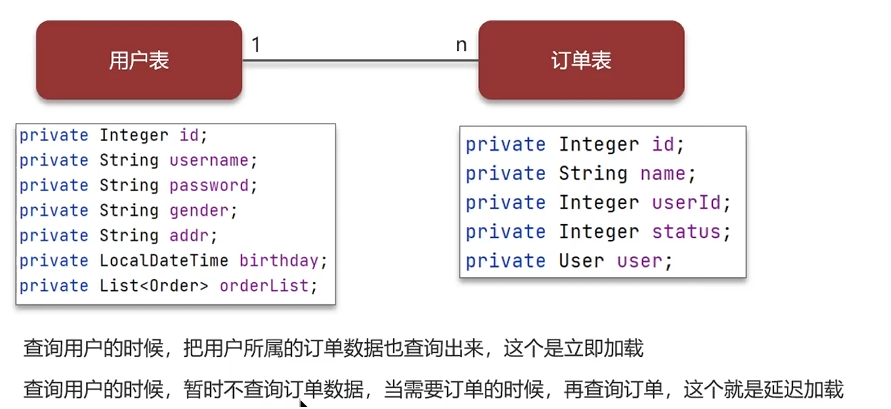 用户表 1 n 订单表
private Integer id;
private String username;
private String password;
private String gender;
private String addr;
private LocalDateTime birthday;
private List<Order> orderList;
private Integer id;
private String name;
private Integer userId;
private Integer status;
private User user;
查询用户的时候，把用户所属的订单数据也查询出来，这个是立即加载
查询用户的时候，暂时不查询订单数据，当需要订单的时候，再查询订单，这个就是延迟加载